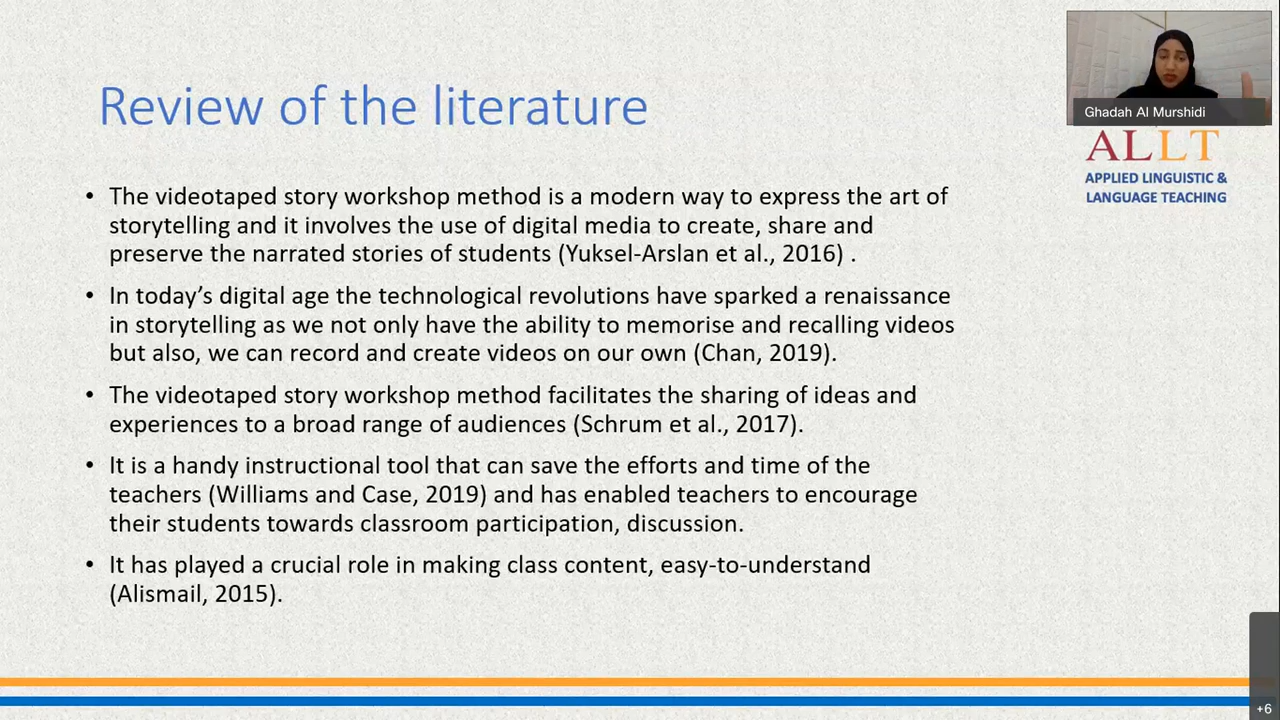 Review of the literature
Ghadah Al Murshidi
ALLT
APPLIED LINGUISTIC &
LANGUAGE TEACHING
• The videotaped story workshop method is a modern way to express the art of
storytelling and it involves the use of digital media to create, share and
preserve the narrated stories of students (Yuksel-Arslan et al., 2016) .
• In today’s digital age the technological revolutions have sparked a renaissance
in storytelling as we not only have the ability to memorise and recalling videos
but also, we can record and create videos on our own (Chan, 2019).
• The videotaped story workshop method facilitates the sharing of ideas and
experiences to a broad range of audiences (Schrum et al., 2017).
• It is a handy instructional tool that can save the efforts and time of the
teachers (Williams and Case, 2019) and has enabled teachers to encourage
their students towards classroom participation, discussion.
• It has played a crucial role in making class content, easy-to-understand
(Alismail, 2015).
+6